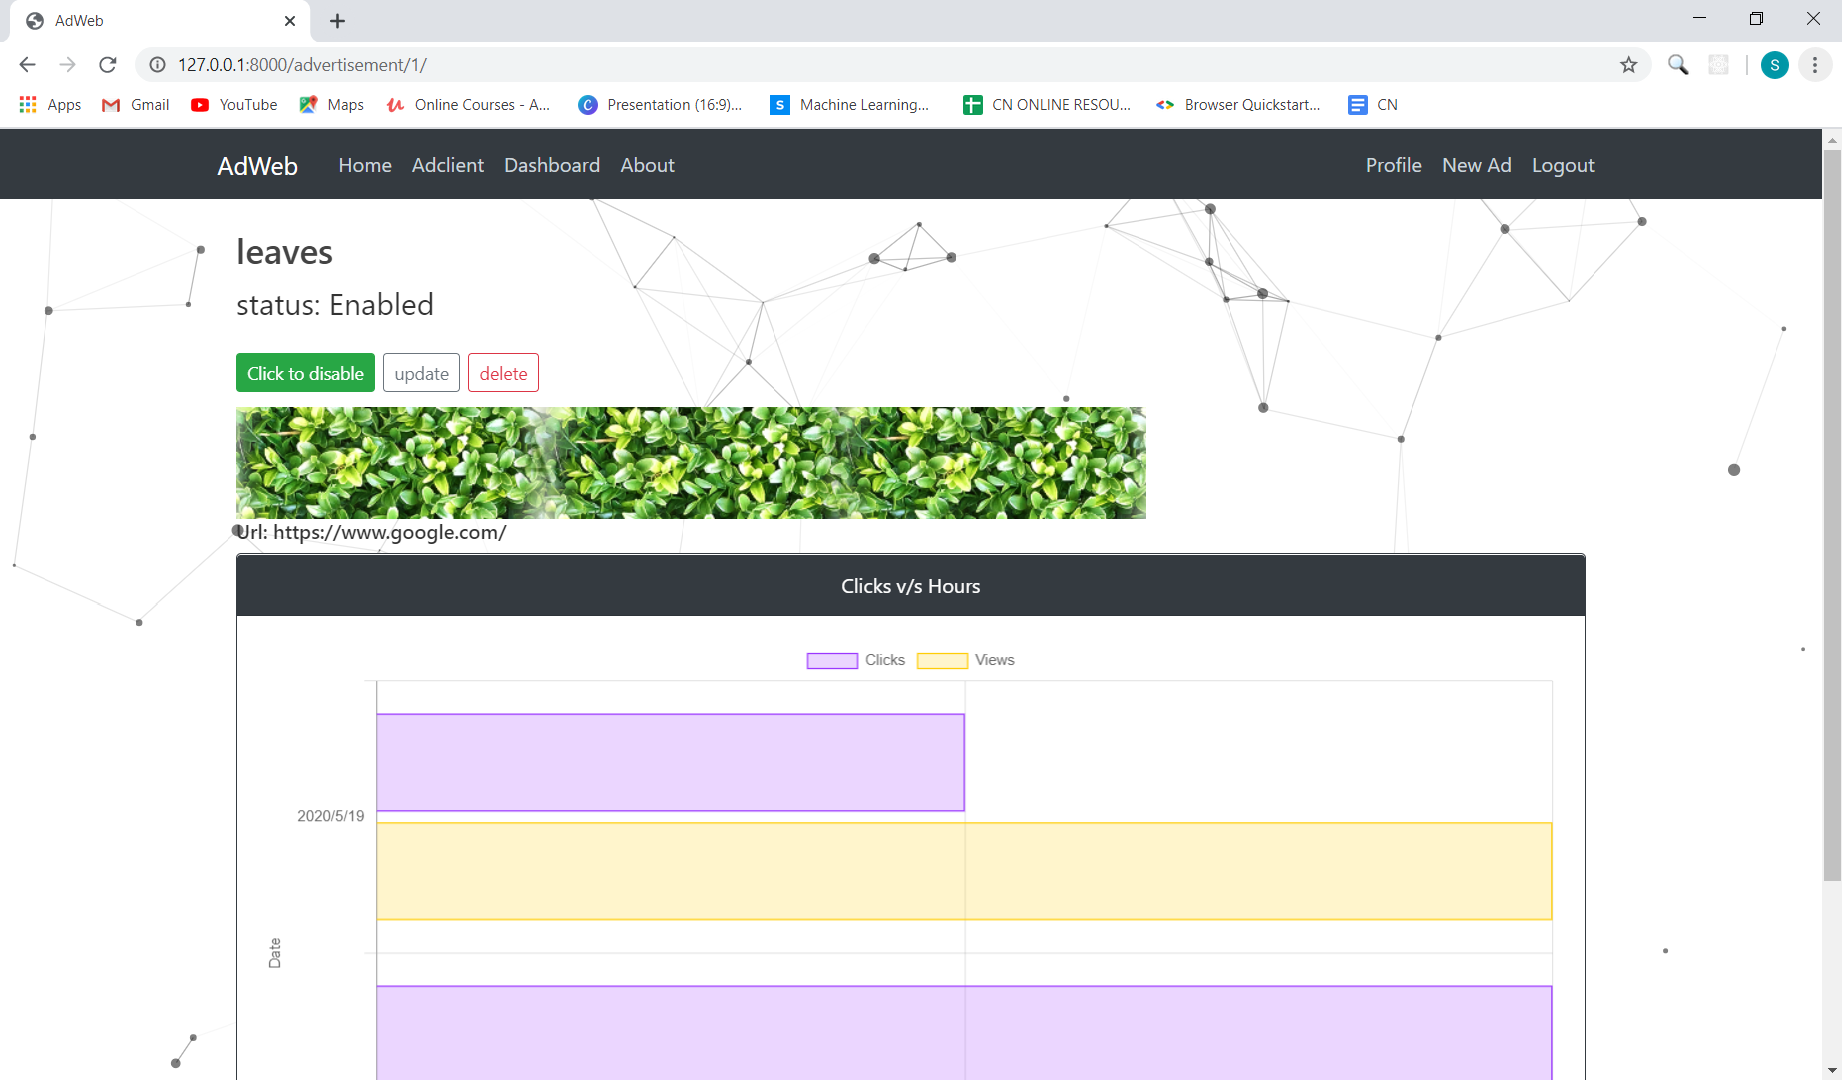 AdWeb
127.0.0.1:8000/advertisement/1/
S
Apps Gmail YouTube Maps Online Courses - A... C Presentation (16:9)... S Machine Learning... CN ONLINE RESOU... Browser Quickstart... CN
AdWeb Home Adclient Dashboard About Profile New Ad Logout
leaves
status: Enabled
Click to disable update delete
Url: https://www.google.com/
Clicks v/s Hours
Clicks Views
2020/5/19
Date